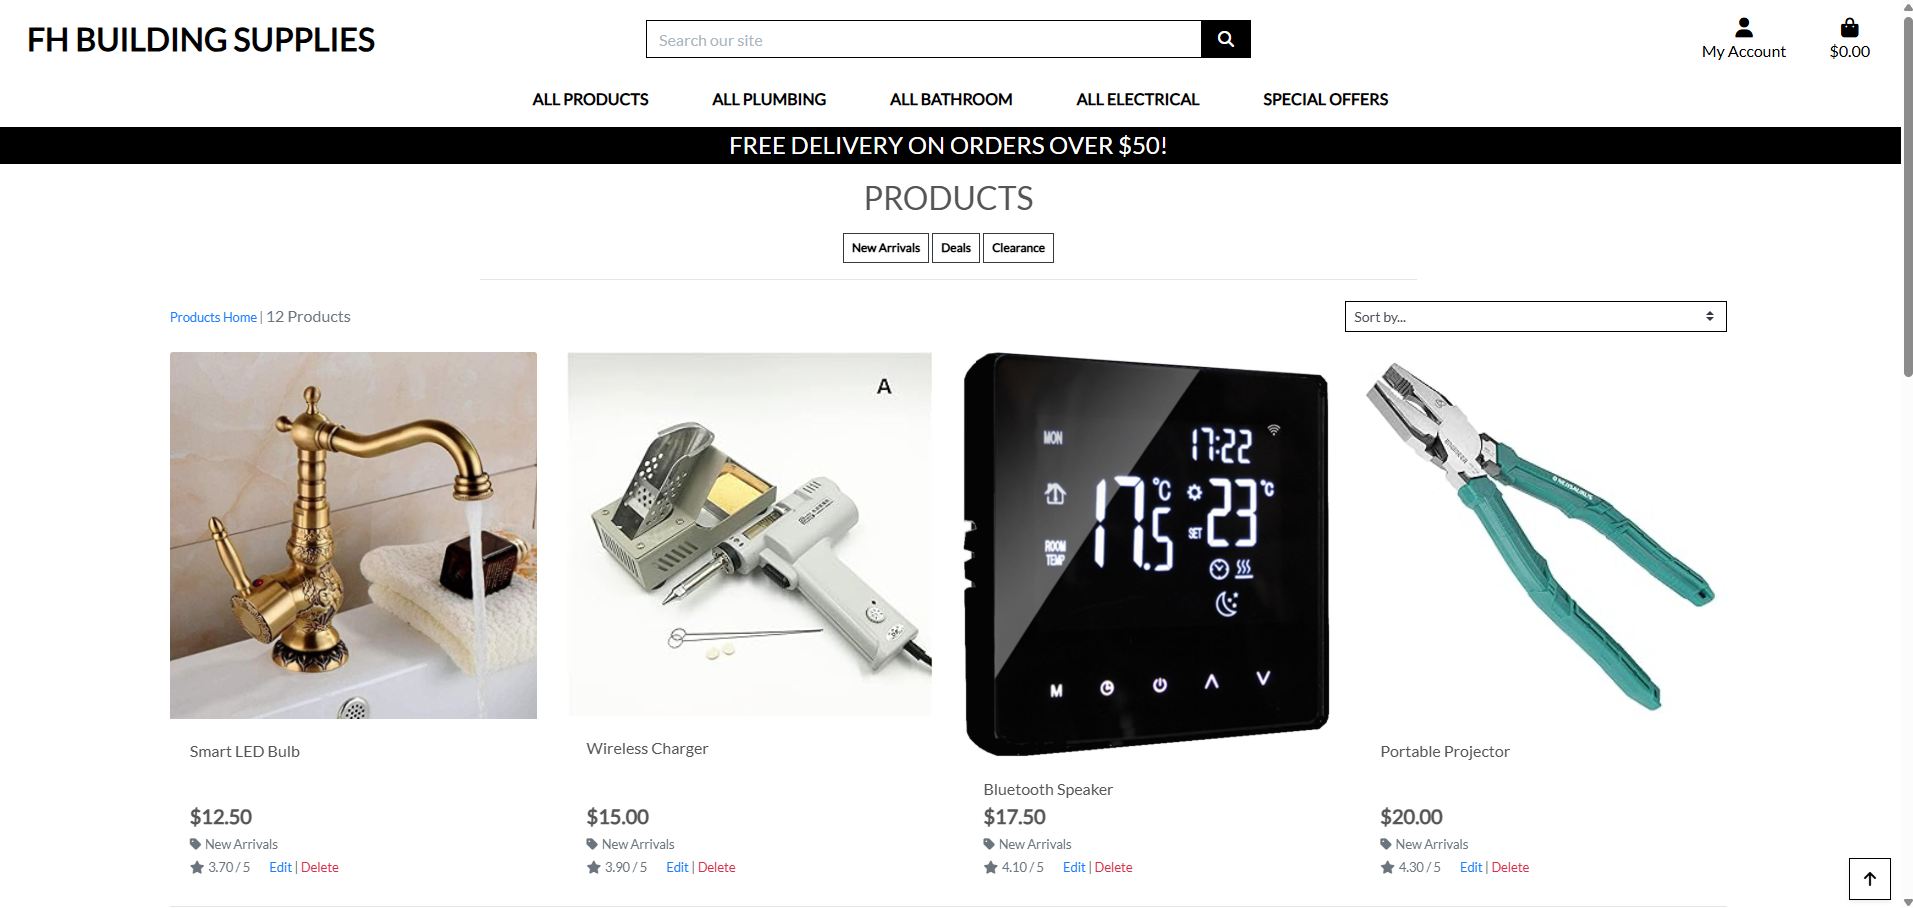 FH BUILDING SUPPLIES
Search our site
My Account
$0.00
ALL PRODUCTS
ALL PLUMBING
ALL BATHROOM
ALL ELECTRICAL
SPECIAL OFFERS
FREE DELIVERY ON ORDERS OVER $50!
PRODUCTS
New Arrivals
Deals
Clearance
Products Home | 12 Products
Sort by...
A
MON
17:22
17.5 °C
SET 23 °C
ROOM
TEMP
M
Smart LED Bulb
Wireless Charger
Bluetooth Speaker
Portable Projector
$12.50
$15.00
$17.50
$20.00
New Arrivals
New Arrivals
New Arrivals
New Arrivals
3.70 / 5 Edit | Delete
3.90 / 5 Edit | Delete
4.10 / 5 Edit | Delete
4.30 / 5 Edit | Delete